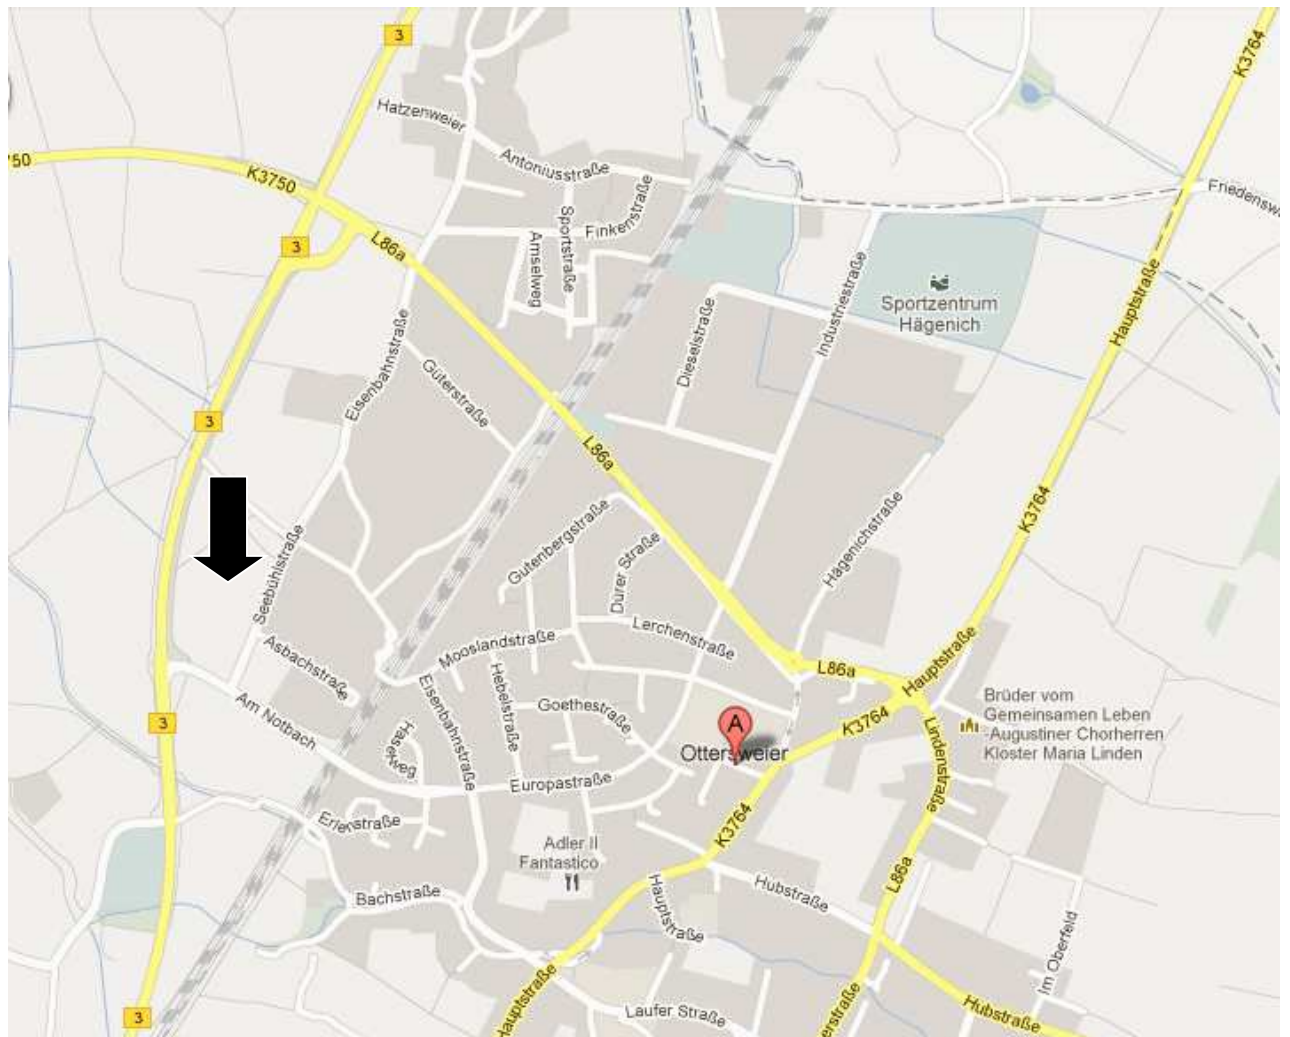 3
K3764
Hatzenweier
Antoniusstraße
750
K3750
Friedensw
Sportstraße
Finkenstraße
3
L86a
Amselweg
Industriestraße
Hauptstraße
Sportzentrum
Hägenich
Dieselstraße
Eisenbahnstraße
Güterstraße
3
L86a
K3764
Hägenichstraße
Gutenbergstraße
Dürer Straße
Seebühlstraße
Lerchenstraße
Mooslandstraße
Asbachstraße
Hauptstraße
L86a
Hebelstraße
Eisenbahnstraße
Brüder vom
Gemeinsamen Leben
-Augustiner Chorherren
Kloster Maria Linden
Am Notbach
Goethestraße
K3764
Lindenstraße
3
A
Ottersweier
Haselweg
Europastraße
Erlenstraße
K3764
Adler II
Fantastico
L86a
Bachstraße
Hauptstraße
Hubstraße
Im Oberfeld
Hauptstraße
Laufer Straße
erstraße
Hubstraße
3